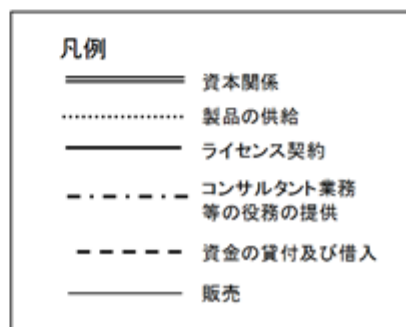 凡例
資本関係
製品の供給
ライセンス契約
コンサルタント業務
等の役務の提供
資金の貸付及び借入
販売